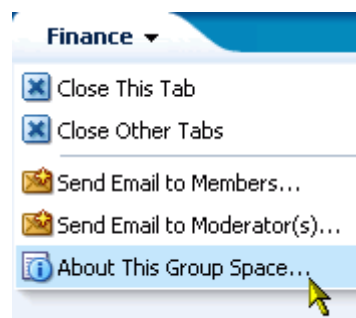 Finance
Close This Tab
Close Other Tabs
Send Email to Members...
Send Email to Moderator(s)...
About This Group Space...